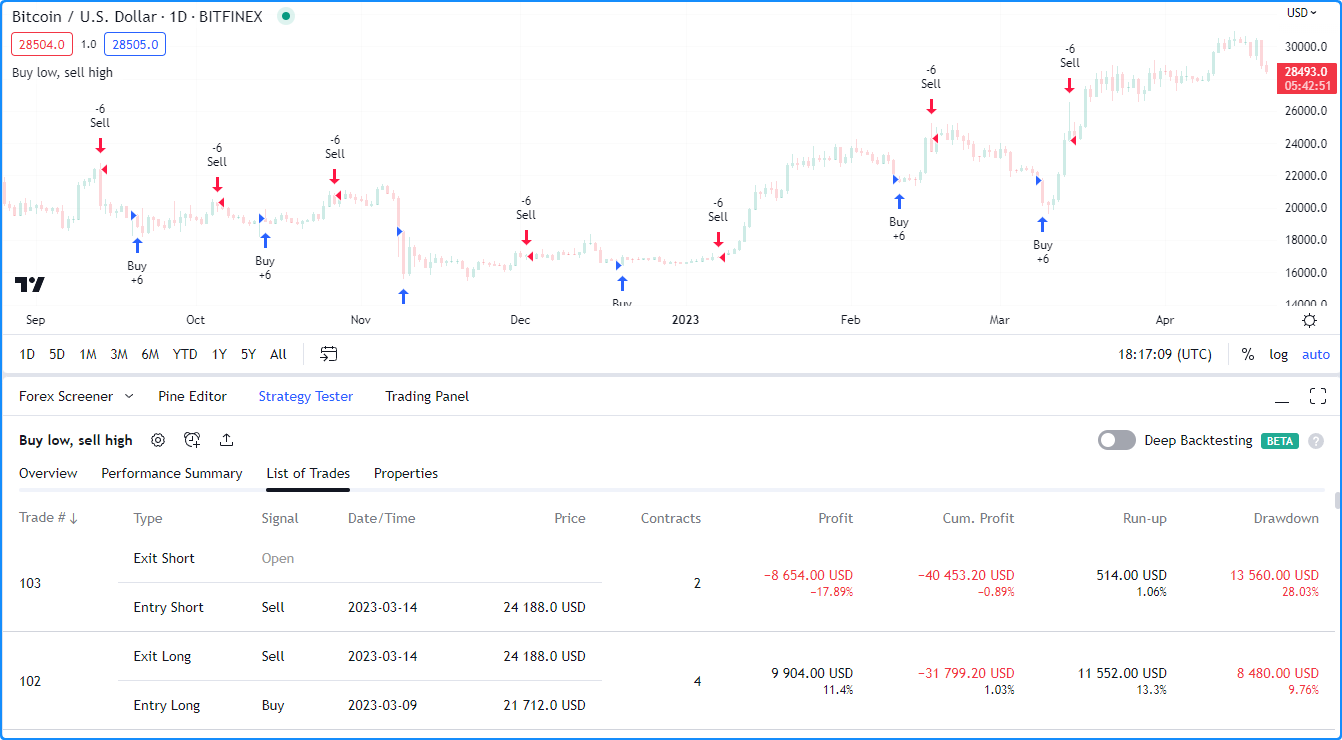 Bitcoin / U.S. Dollar · 1D · BITFINEX
USD
28504.0 1.0 28505.0
Buy low, sell high
30000.0
28493.0
05:42:51
26000.0
24000.0
22000.0
20000.0
18000.0
16000.0
14000.0
-6
Sell
-6
Sell
-6
Sell
-6
Sell
-6
Sell
-6
Sell
-6
Sell
Buy
+6
Buy
+6
Buy
Buy
+6
Buy
+6
Sep Oct Nov Dec 2023 Feb Mar Apr
1D 5D 1M 3M 6M YTD 1Y 5Y All 18:17:09 (UTC) % log auto
Forex Screener Pine Editor Strategy Tester Trading Panel
Buy low, sell high Deep Backtesting BETA ?
Overview Performance Summary List of Trades Properties
Trade # ↓ Type Signal Date/Time Price Contracts Profit Cum. Profit Run-up Drawdown
Exit Short Open
103 2 −8 654.00 USD −40 453.20 USD 514.00 USD 13 560.00 USD
−17.89% −0.89% 1.06% 28.03%
Entry Short Sell 2023-03-14 24 188.0 USD
Exit Long Sell 2023-03-14 24 188.0 USD
102 4 9 904.00 USD −31 799.20 USD 11 552.00 USD 8 480.00 USD
11.4% 1.03% 13.3% 9.76%
Entry Long Buy 2023-03-09 21 712.0 USD